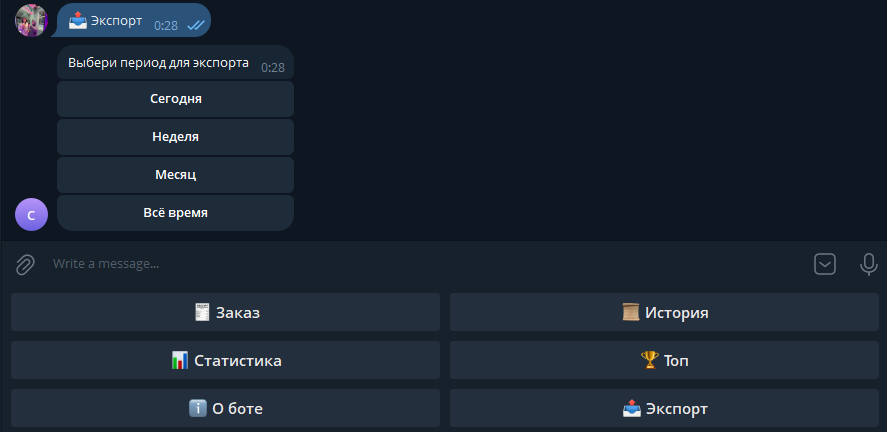 📤 Экспорт 0:28
Выбери период для экспорта 0:28
Сегодня
Неделя
Месяц
Всё время
C
Write a message...
🧾 Заказ
📜 История
📊 Статистика
🏆 Топ
ℹ️ О боте
📤 Экспорт